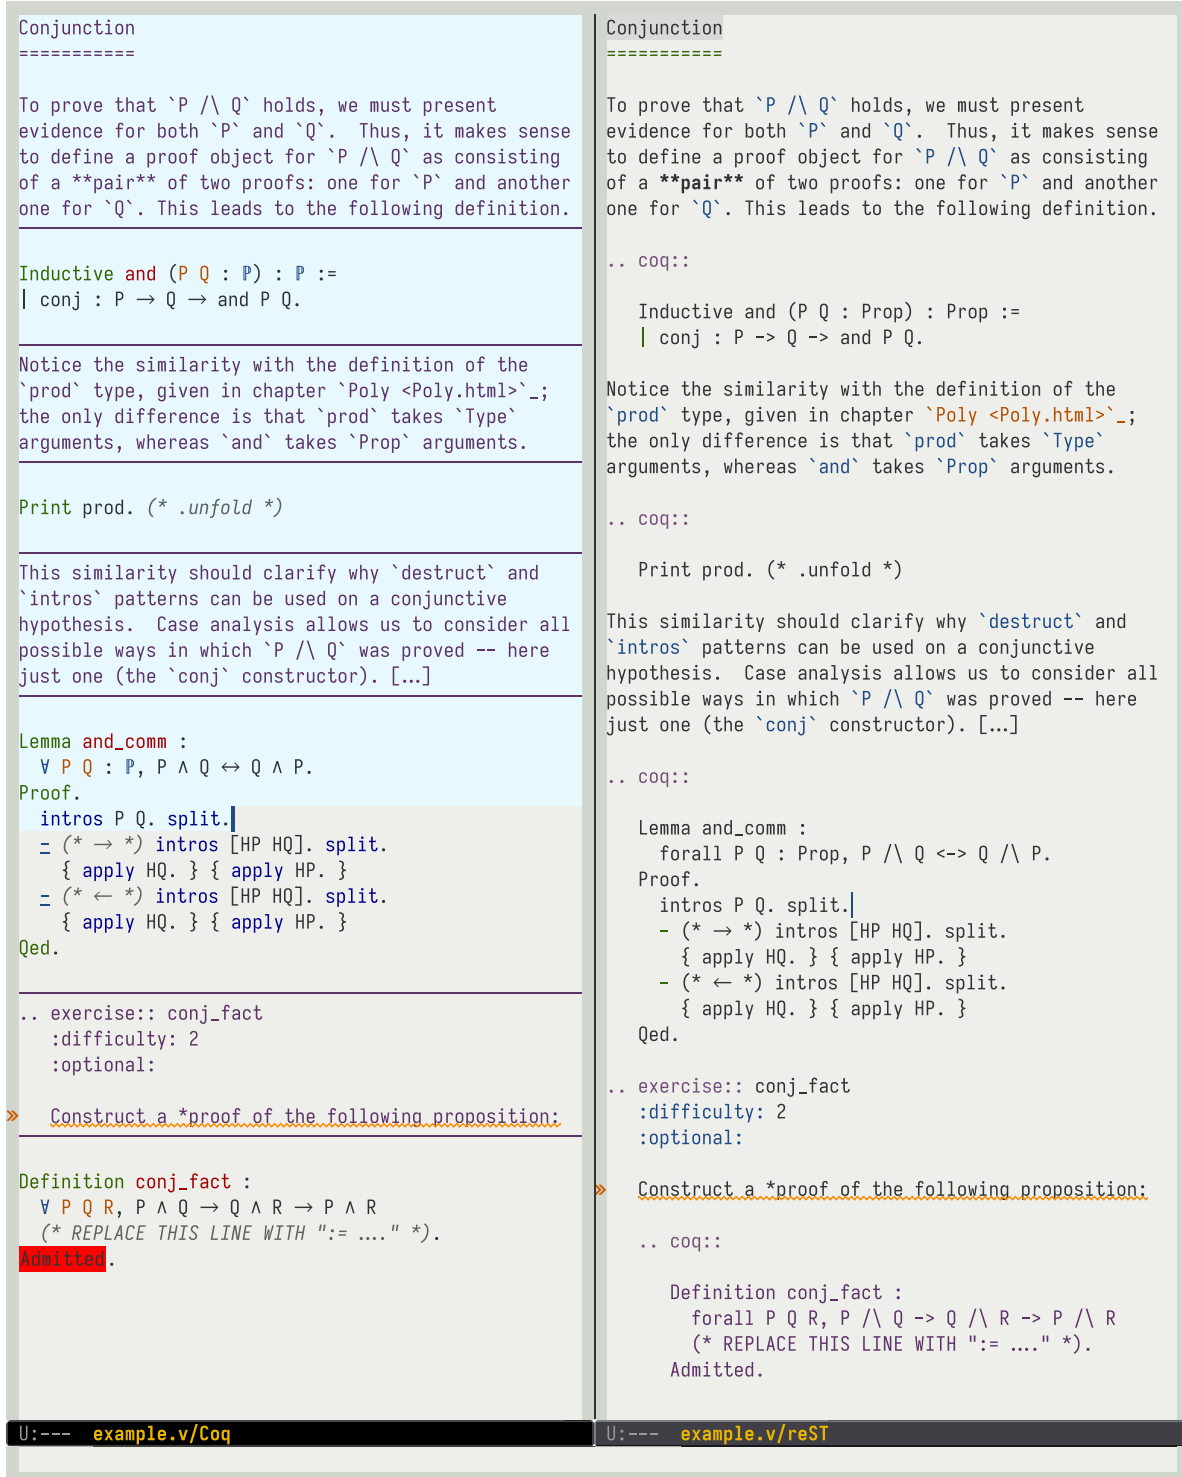 Conjunction
===========
To prove that `P /\ Q` holds, we must present
evidence for both `P` and `Q`.  Thus, it makes sense
to define a proof object for `P /\ Q` as consisting
of a **pair** of two proofs: one for `P` and another
one for `Q`. This leads to the following definition.
Inductive and (P Q : ℙ) : ℙ :=
| conj : P → Q → and P Q.
Notice the similarity with the definition of the
`prod` type, given in chapter `Poly <Poly.html>`_;
the only difference is that `prod` takes `Type`
arguments, whereas `and` takes `Prop` arguments.
Print prod. (* .unfold *)
This similarity should clarify why `destruct` and
`intros` patterns can be used on a conjunctive
hypothesis.  Case analysis allows us to consider all
possible ways in which `P /\ Q` was proved -- here
just one (the `conj` constructor). [...]
Lemma and_comm :
  ∀ P Q : ℙ, P ∧ Q ↔ Q ∧ P.
Proof.
  intros P Q. split.
  - (* → *) intros [HP HQ]. split.
    { apply HQ. } { apply HP. }
  - (* ← *) intros [HP HQ]. split.
    { apply HQ. } { apply HP. }
Qed.
.. exercise:: conj_fact
   :difficulty: 2
   :optional:
»   Construct a *proof of the following proposition:
Definition conj_fact :
  ∀ P Q R, P ∧ Q → Q ∧ R → P ∧ R
  (* REPLACE THIS LINE WITH ":= ...." *).
Admitted.
U:---  example.v/Coq
Conjunction
===========
To prove that `P /\ Q` holds, we must present
evidence for both `P` and `Q`.  Thus, it makes sense
to define a proof object for `P /\ Q` as consisting
of a **pair** of two proofs: one for `P` and another
one for `Q`. This leads to the following definition.
.. coq::
   Inductive and (P Q : Prop) : Prop :=
   | conj : P -> Q -> and P Q.
Notice the similarity with the definition of the
`prod` type, given in chapter `Poly <Poly.html>`_;
the only difference is that `prod` takes `Type`
arguments, whereas `and` takes `Prop` arguments.
.. coq::
   Print prod. (* .unfold *)
This similarity should clarify why `destruct` and
`intros` patterns can be used on a conjunctive
hypothesis.  Case analysis allows us to consider all
possible ways in which `P /\ Q` was proved -- here
just one (the `conj` constructor). [...]
.. coq::
   Lemma and_comm :
     forall P Q : Prop, P /\ Q <-> Q /\ P.
   Proof.
     intros P Q. split.
     - (* → *) intros [HP HQ]. split.
       { apply HQ. } { apply HP. }
     - (* ← *) intros [HP HQ]. split.
       { apply HQ. } { apply HP. }
   Qed.
.. exercise:: conj_fact
   :difficulty: 2
   :optional:
»   Construct a *proof of the following proposition:
   .. coq::
      Definition conj_fact :
        forall P Q R, P /\ Q -> Q /\ R -> P /\ R
        (* REPLACE THIS LINE WITH ":= ...." *).
      Admitted.
U:---  example.v/reST